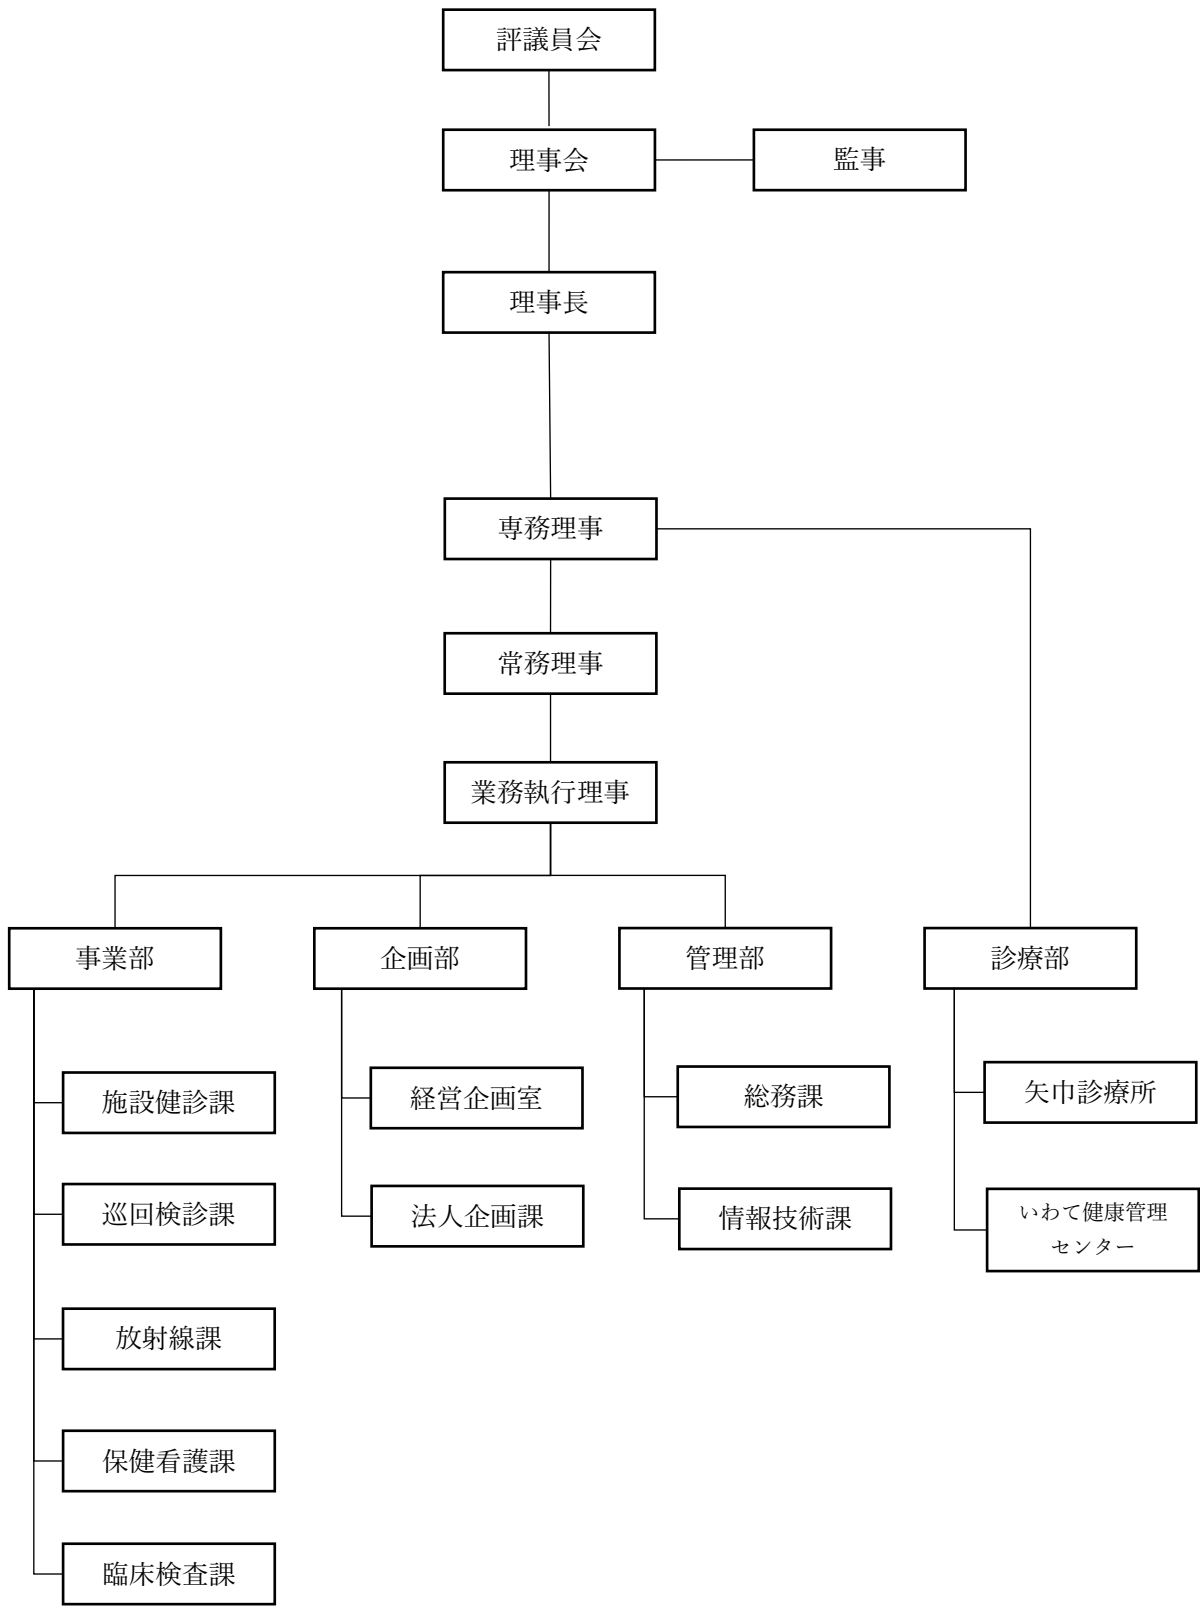 評議員会
理事会
監事
理事長
専務理事
常務理事
業務執行理事
事業部
企画部
管理部
診療部
施設健診課
巡回検診課
放射線課
保健看護課
臨床検査課
経営企画室
法人企画課
総務課
情報技術課
矢巾診療所
いわて健康管理
センター